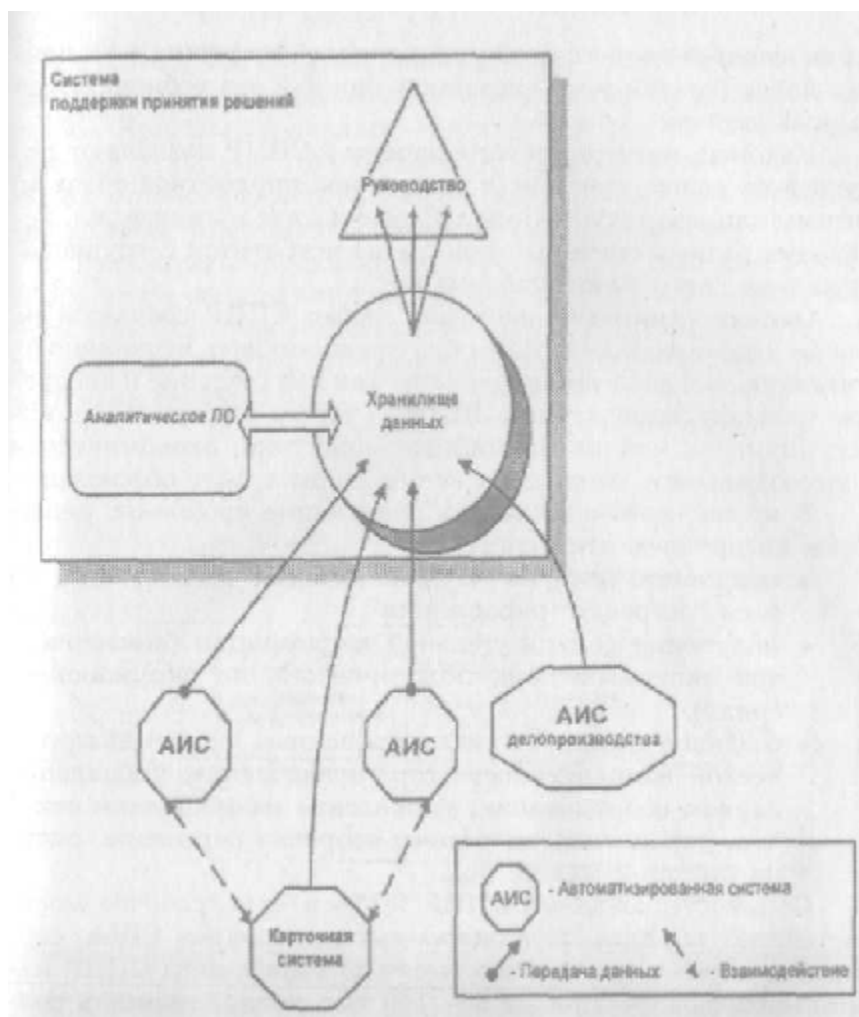 Система
поддержки принятия решений
Руководство
Аналитическое ПО
Хранилище
данных
АИС
АИС
АИС
делопроизводства
Карточная
система
АИС - Автоматизированная система
- Передача данных
- Взаимодействие